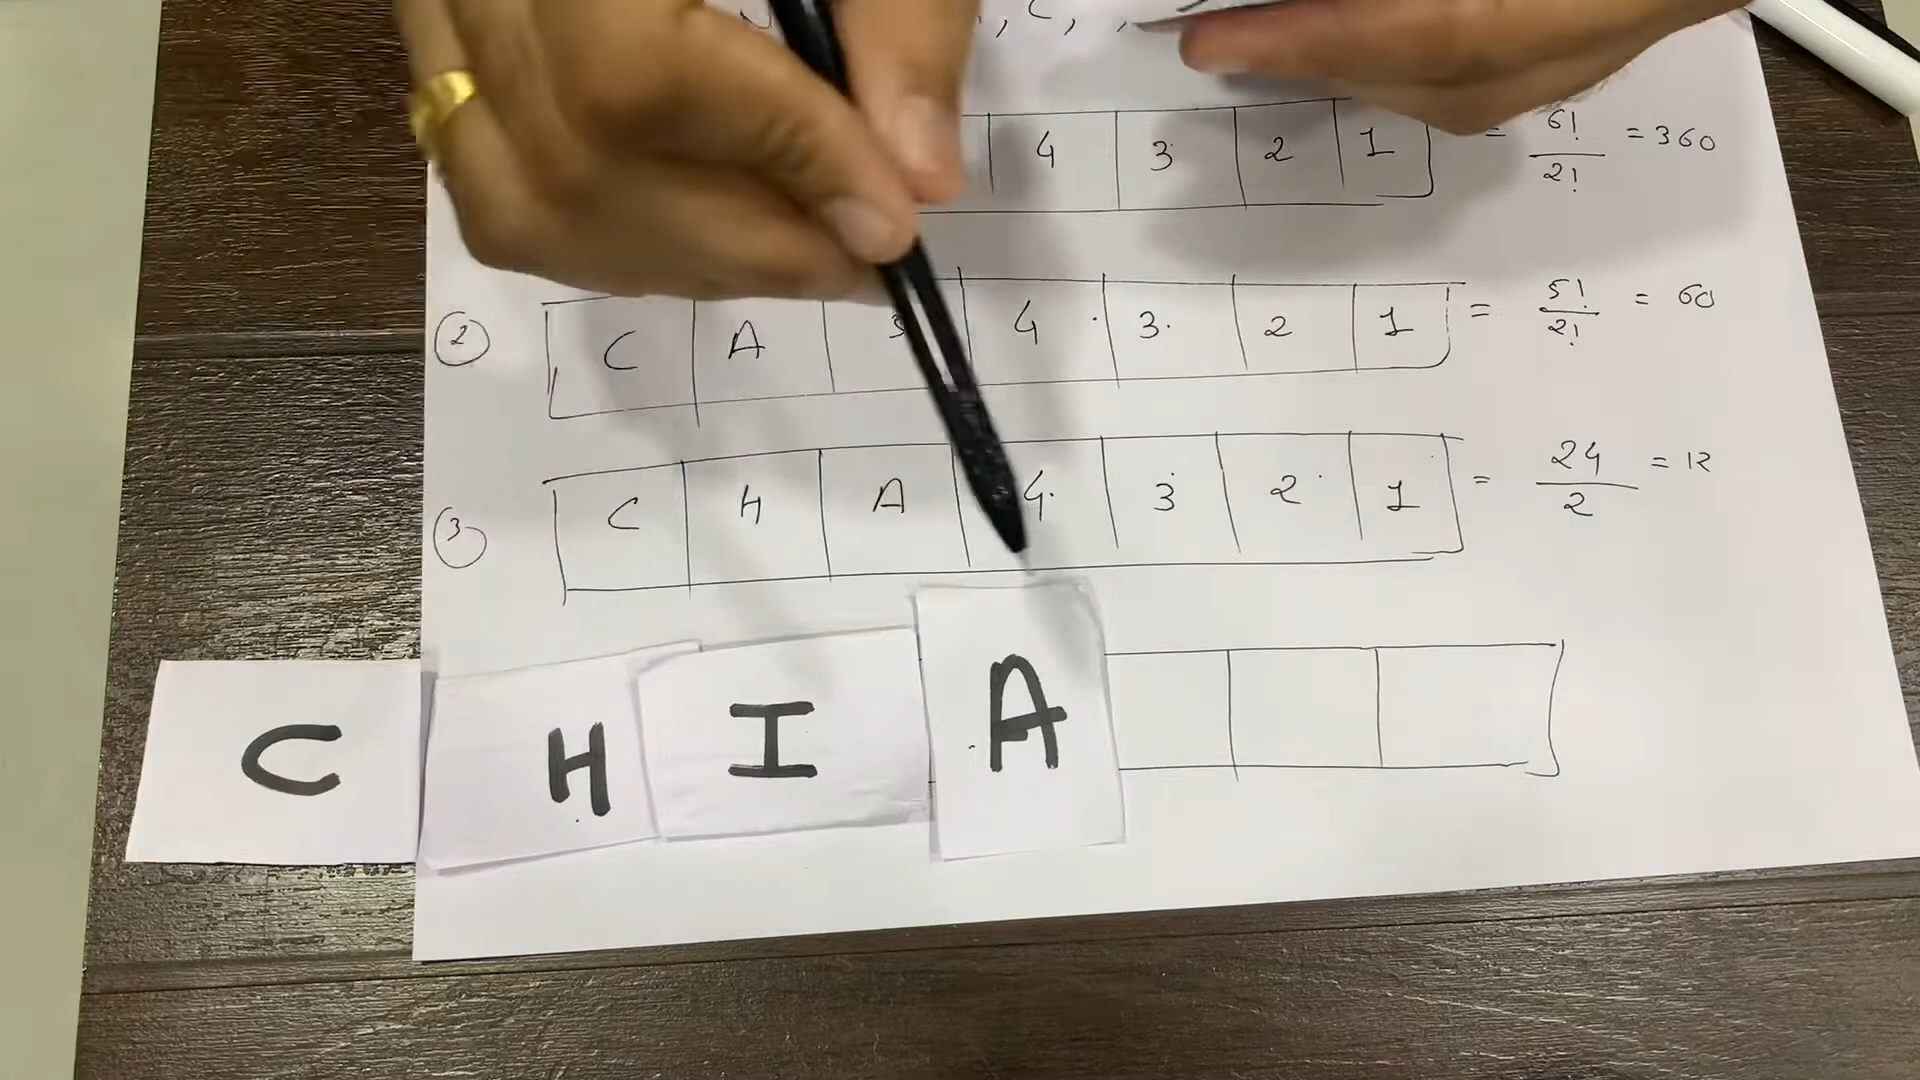 , C ,
4 3 2 1 = 6!/2! = 360
2 C A 5 4 3 2 1 = 5!/2! = 60
3 C H A 4 3 2 1 = 24/2 = 12
C H I A